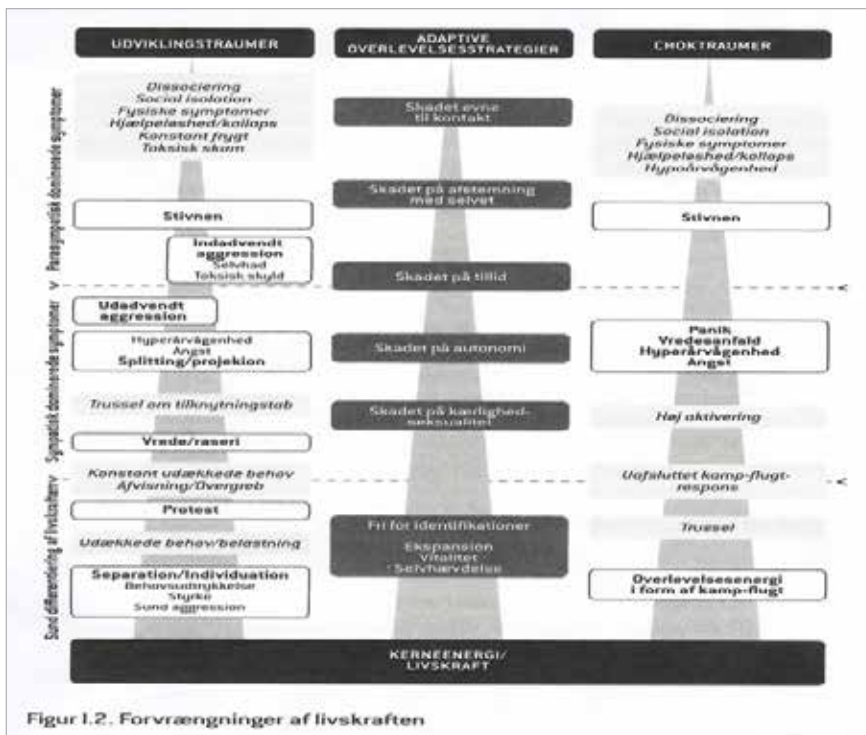 UDVIKLINGSTRAUMER
Dissociering
Social isolation
Fysiske symptomer
Hjælpeløshed/kollaps
Konstant frygt
Toksisk skam
Stivnen
Indadvendt
aggression
Selvhad
Toksisk skyld
Udadvendt
aggression
Hyperårvågenhed
Angst
Splitting/projektion
Trussel om tilknytningstab
Vrede/raseri
Konstant udækkede behov
Afvisning/Overgreb
Protest
Udækkede behov/belastning
Separation/Individuation
Behovsudtrykkelse
Styrke
Sund aggression
ADAPTIVE
OVERLEVELSESSTRATEGIER
Skadet evne
til kontakt
Skadet på afstemning
med selvet
Skadet på tillid
Skadet på autonomi
Skadet på kærlighed-
seksualitet
Fri for identifikationer
Ekspansion
Vitalitet
Selvhævdelse
CHOKTRAUMER
Dissociering
Social isolation
Fysiske symptomer
Hjælpeløshed/kollaps
Hypoårvågenhed
Stivnen
Panik
Vredesanfald
Hyperårvågenhed
Angst
Høj aktivering
Uafsluttet kamp-flugt-
respons
Trussel
Overlevelsesenergi
i form af kamp-flugt
KERNEENERGI/
LIVSKRAFT
Parasympatisk dominerede symptomer
Sympatisk dominerede symptomer
Sund differentiering af livskraften
Figur 1.2. Forvrængninger af livskraften